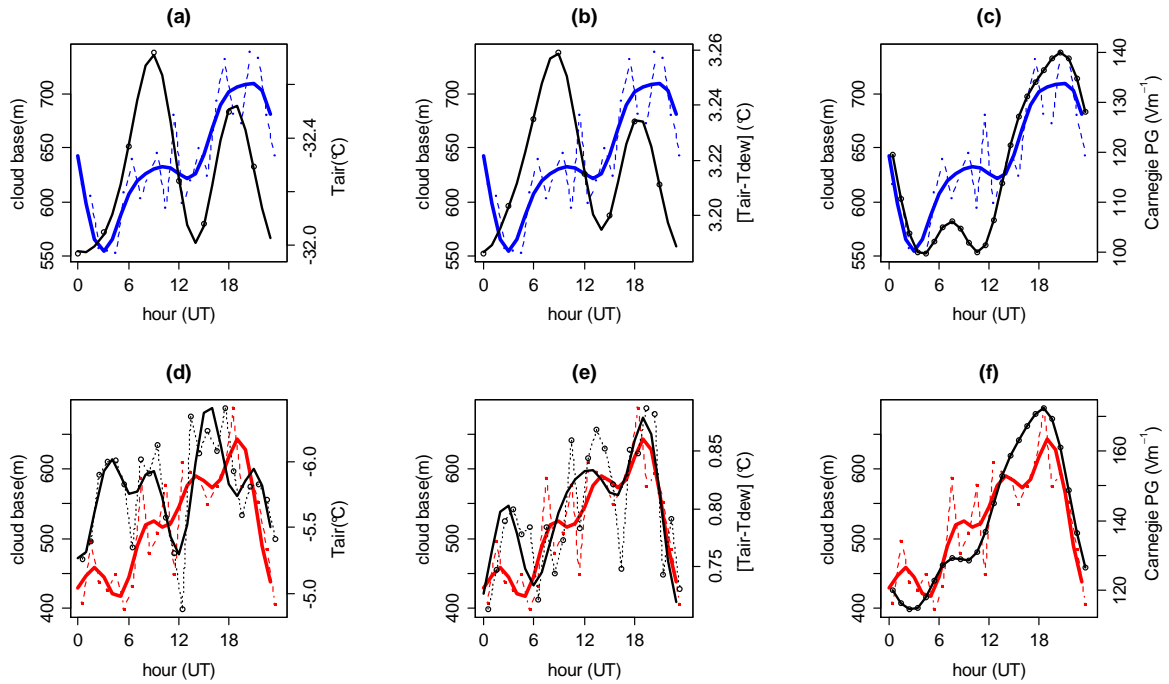 (a)
cloud base(m)
700
650
600
550
-32.4
-32.0
Tair(°C)
0
6
12
18
hour (UT)
(b)
cloud base(m)
700
650
600
550
3.26
3.24
3.22
3.20
[Tair-Tdew] (°C)
0
6
12
18
hour (UT)
(c)
cloud base(m)
700
650
600
550
140
130
120
110
100
Carnegie PG (Vm⁻¹)
0
6
12
18
hour (UT)
(d)
cloud base(m)
600
500
400
-6.0
-5.5
-5.0
Tair(°C)
0
6
12
18
hour (UT)
(e)
cloud base(m)
600
500
400
0.85
0.80
0.75
[Tair-Tdew] (°C)
0
6
12
18
hour (UT)
(f)
cloud base(m)
600
500
400
160
140
120
Carnegie PG (Vm⁻¹)
0
6
12
18
hour (UT)